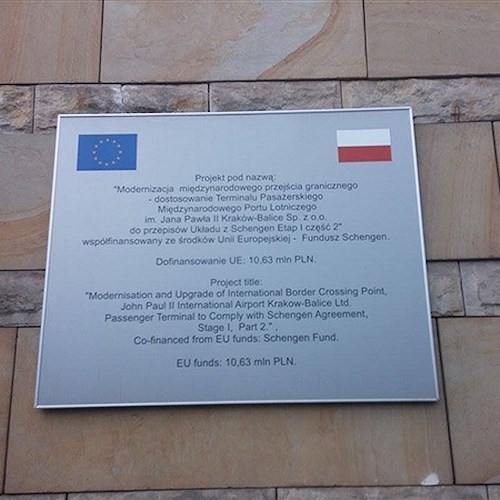 Projekt pod nazwą:
"Modernizacja międzynarodowego przejścia granicznego
- dostosowanie Terminalu Pasażerskiego
Międzynarodowego Portu Lotniczego
im. Jana Pawła II Kraków-Balice Sp. z o.o.
do przepisów Układu z Schengen Etap I część 2"
współfinansowany ze środków Unii Europejskiej - Fundusz Schengen.
Dofinansowanie UE: 10,63 mln PLN.
Project title:
"Modernisation and Upgrade of International Border Crossing Point,
John Paul II International Airport Krakow-Balice Ltd.
Passenger Terminal to Comply with Schengen Agreement,
Stage I, Part 2.",
Co-financed from EU funds: Schengen Fund.
EU funds: 10,63 mln PLN.